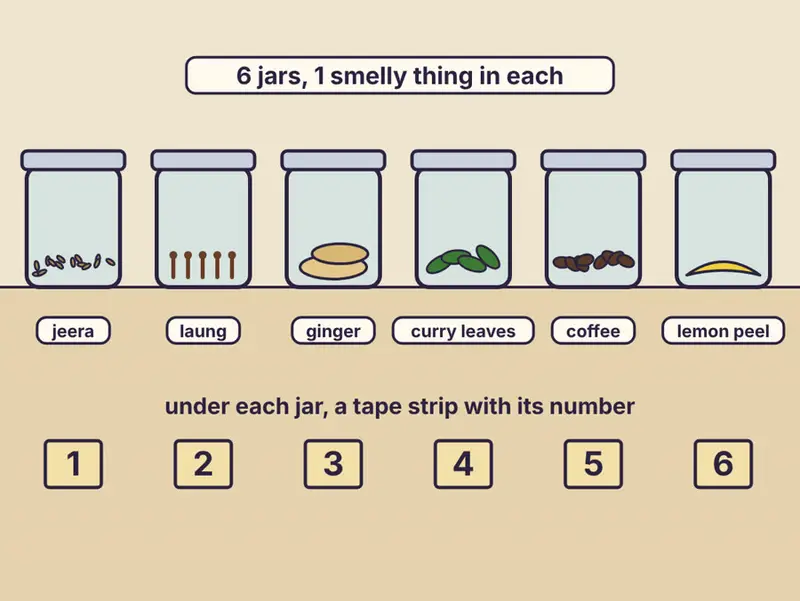 6 jars, 1 smelly thing in each
jeera
laung
ginger
curry leaves
coffee
lemon peel
under each jar, a tape strip with its number
1
2
3
4
5
6